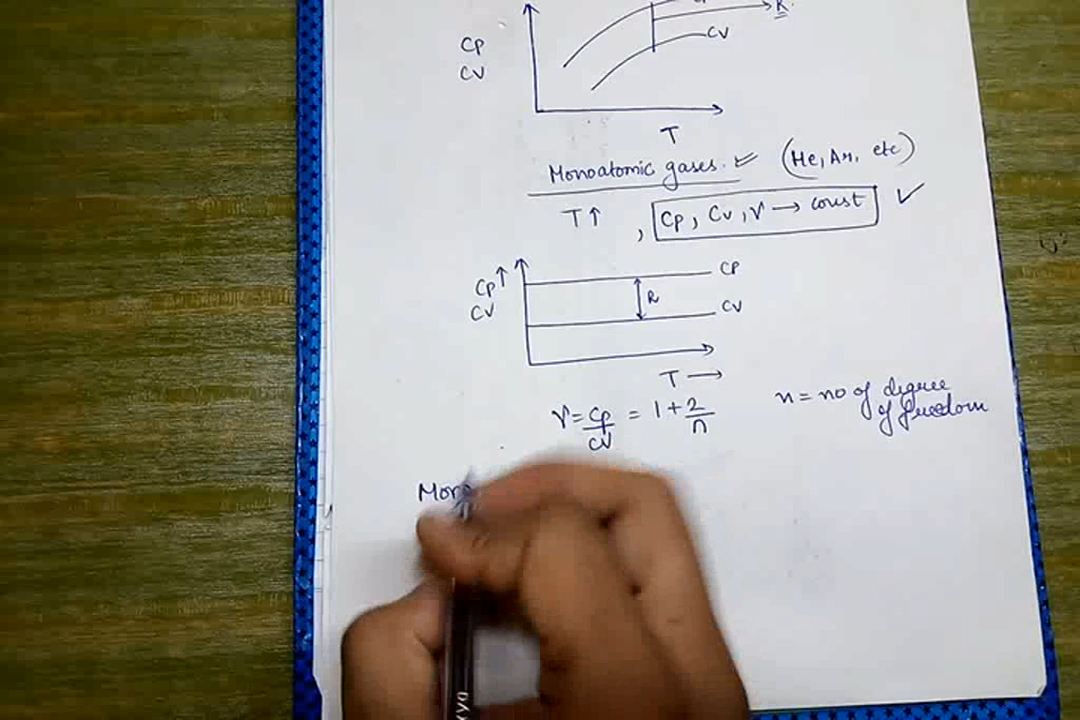 R
Cp
CV
CV
T
Monoatomic gases. (He, Ar, etc)
T↑ , Cp, Cv, γ → const
Cp↑
CV
CP
R
CV
T →
γ = Cp/CV = 1 + 2/n
n = no of degree
of freedom
Mono